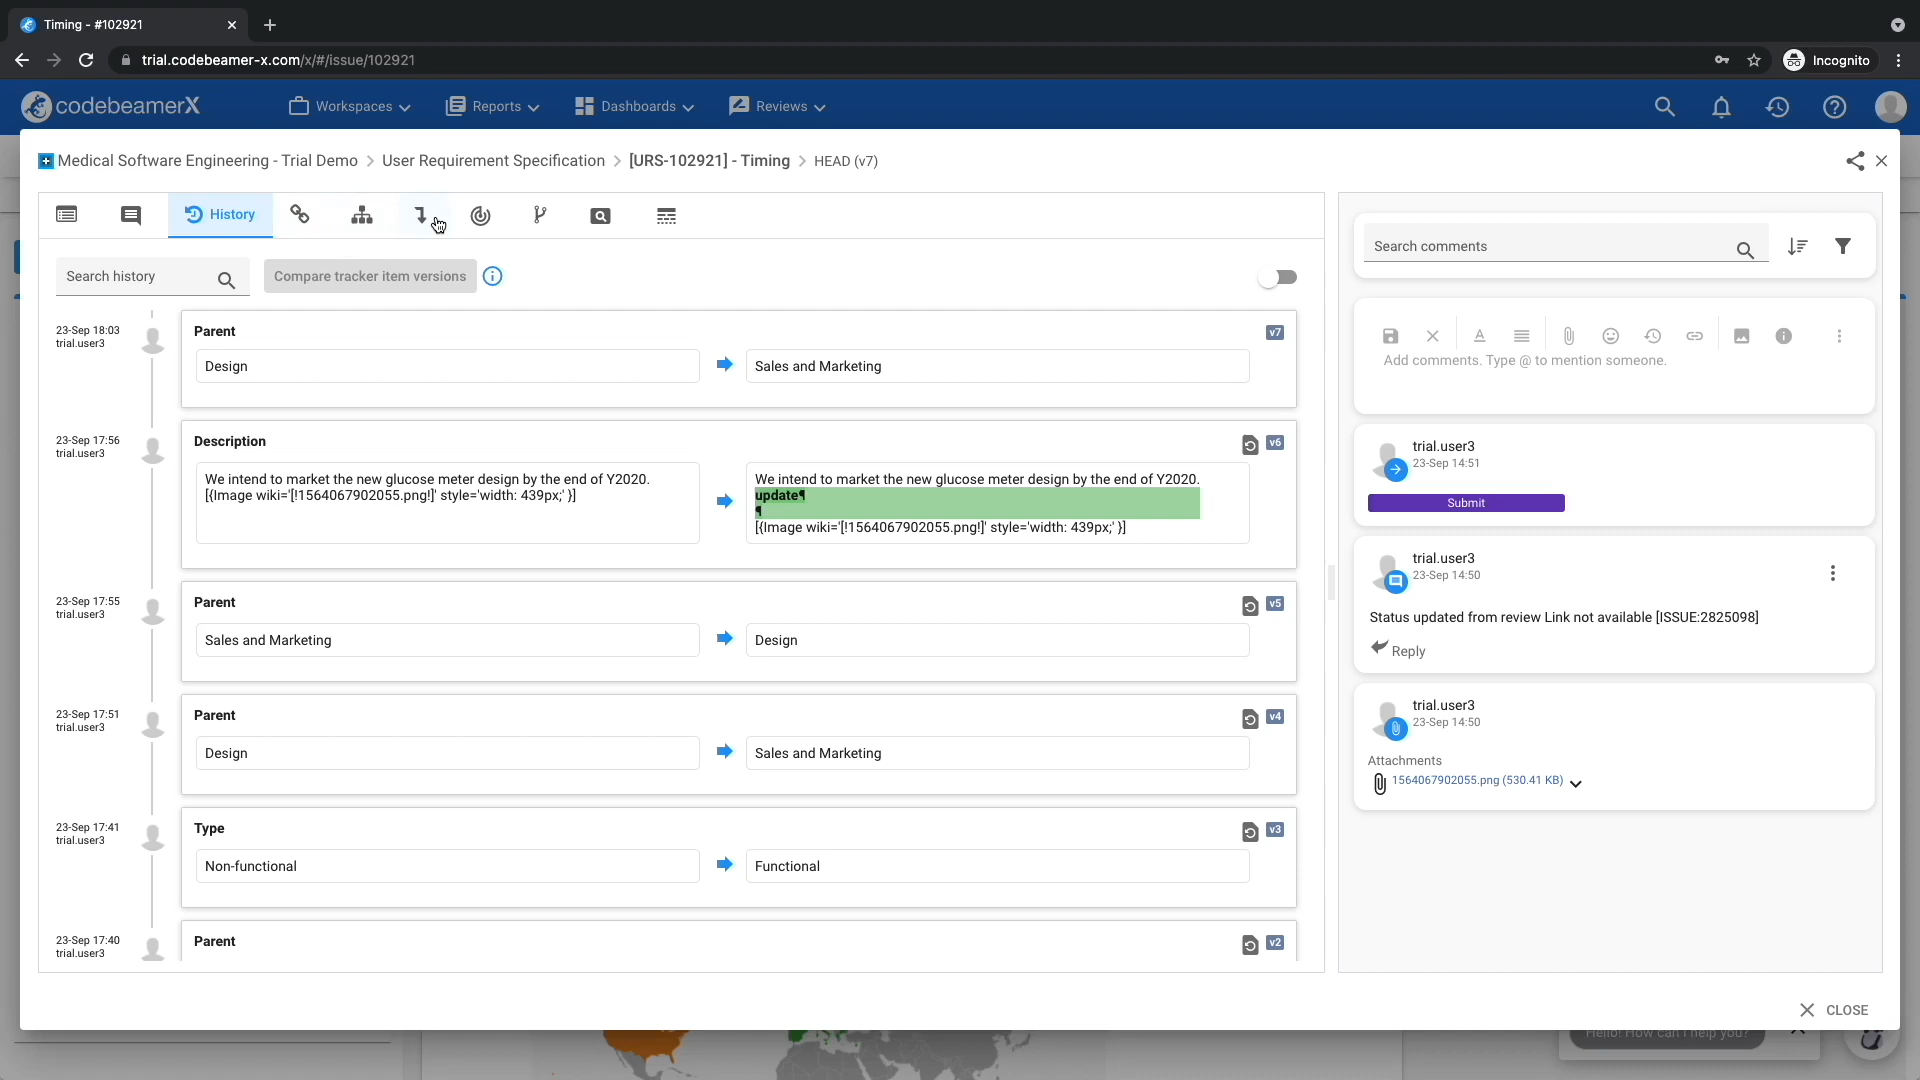 Timing - #102921
trial.codebeamer-x.com/x/#/issue/102921
Incognito
codebeamerX
Workspaces
Reports
Dashboards
Reviews
Medical Software Engineering - Trial Demo > User Requirement Specification > [URS-102921] - Timing > HEAD (v7)
History
Search history
Compare tracker item versions
23-Sep 18:03
trial.user3
Parent
v7
Design
Sales and Marketing
23-Sep 17:56
trial.user3
Description
v6
We intend to market the new glucose meter design by the end of Y2020.
[{Image wiki='[!1564067902055.png!]' style='width: 439px;' }]
We intend to market the new glucose meter design by the end of Y2020.
update¶
¶
[{Image wiki='[!1564067902055.png!]' style='width: 439px;' }]
23-Sep 17:55
trial.user3
Parent
v5
Sales and Marketing
Design
23-Sep 17:51
trial.user3
Parent
v4
Design
Sales and Marketing
23-Sep 17:41
trial.user3
Type
v3
Non-functional
Functional
23-Sep 17:40
trial.user3
Parent
v2
Search comments
Add comments. Type @ to mention someone.
trial.user3
23-Sep 14:51
Submit
trial.user3
23-Sep 14:50
Status updated from review Link not available [ISSUE:2825098]
Reply
trial.user3
23-Sep 14:50
Attachments
1564067902055.png (530.41 KB)
CLOSE
Hello! How can I help you?